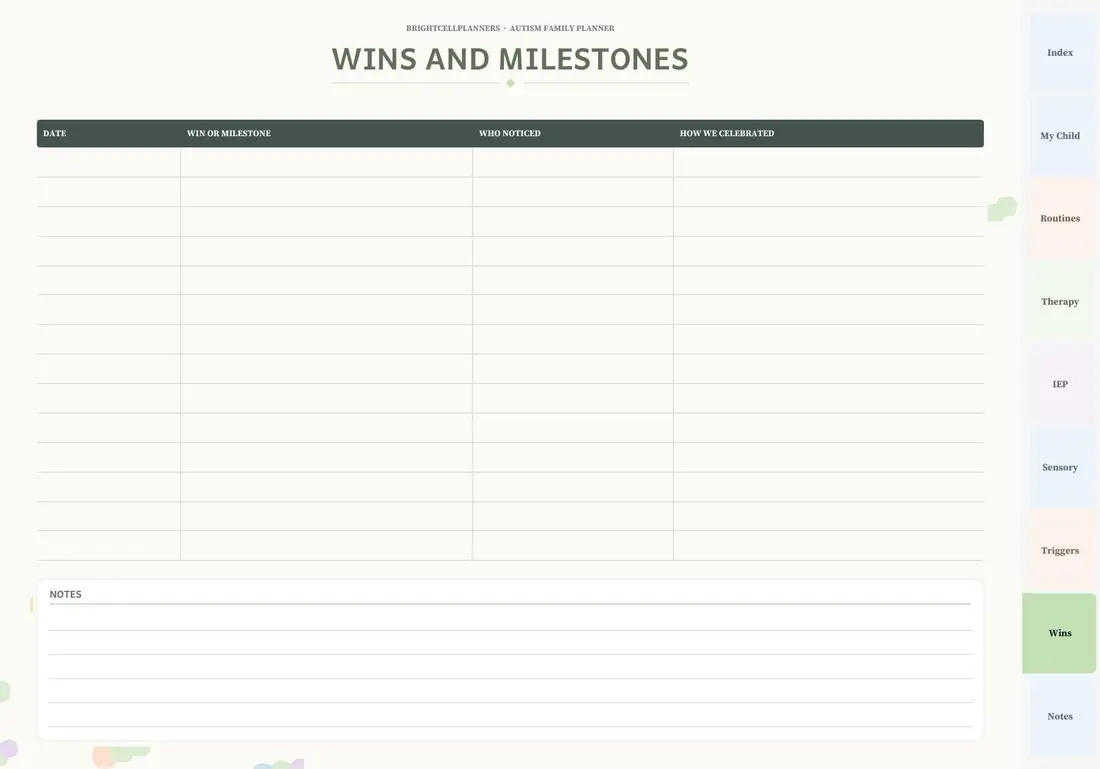 BRIGHTCELLPLANNERS · AUTISM FAMILY PLANNER
WINS AND MILESTONES
DATE WIN OR MILESTONE WHO NOTICED HOW WE CELEBRATED
NOTES
Index
My Child
Routines
Therapy
IEP
Sensory
Triggers
Wins
Notes